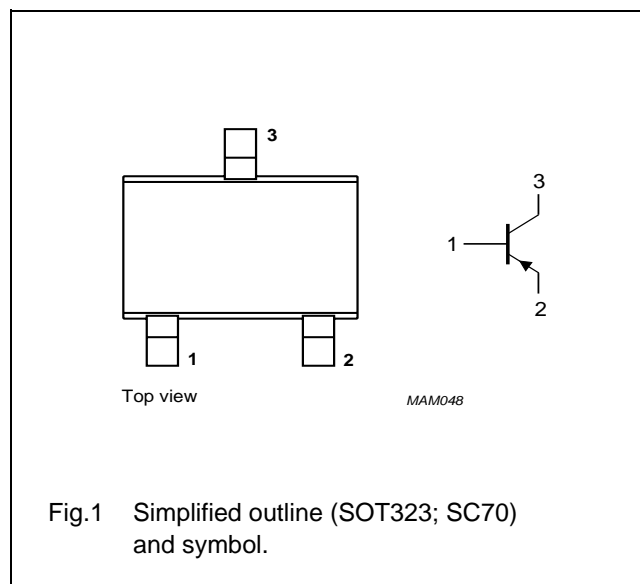 3
3
1
2
1
2
Top view
MAM048
Fig.1 Simplified outline (SOT323; SC70)
and symbol.